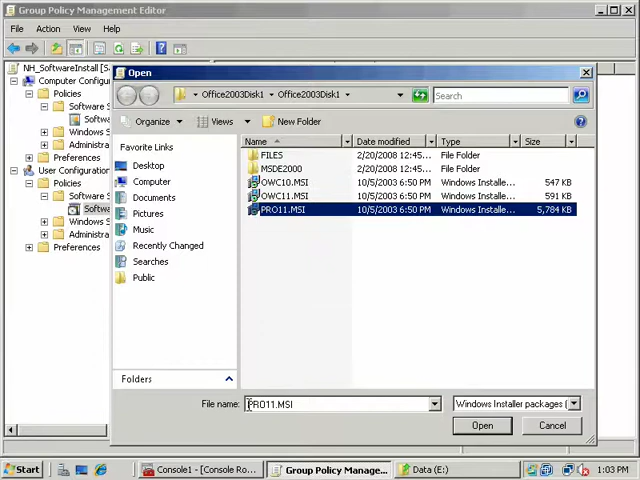 Group Policy Management Editor
File Action View Help
NH_SoftwareInstall [S
Computer Configur
Policies
Software S
Softwa
Windows S
Administra
Preferences
User Configuration
Policies
Software S
Softwa
Windows S
Administra
Preferences
Open
Office2003Disk1 Office2003Disk1 Search
Organize Views New Folder
Favorite Links
Desktop
Computer
Documents
Pictures
Music
Recently Changed
Searches
Public
Folders
Name Date modified Type Size
FILES 2/20/2008 12:45... File Folder
MSDE2000 2/20/2008 12:45... File Folder
OWC10.MSI 10/5/2003 6:50 PM Windows Installe... 547 KB
OWC11.MSI 10/5/2003 6:50 PM Windows Installe... 591 KB
PRO11.MSI 10/5/2003 6:50 PM Windows Installe... 5,784 KB
File name: PRO11.MSI Windows Installer packages (
Open Cancel
Start Console1 - [Console Ro... Group Policy Manage... Data (E:) 1:03 PM